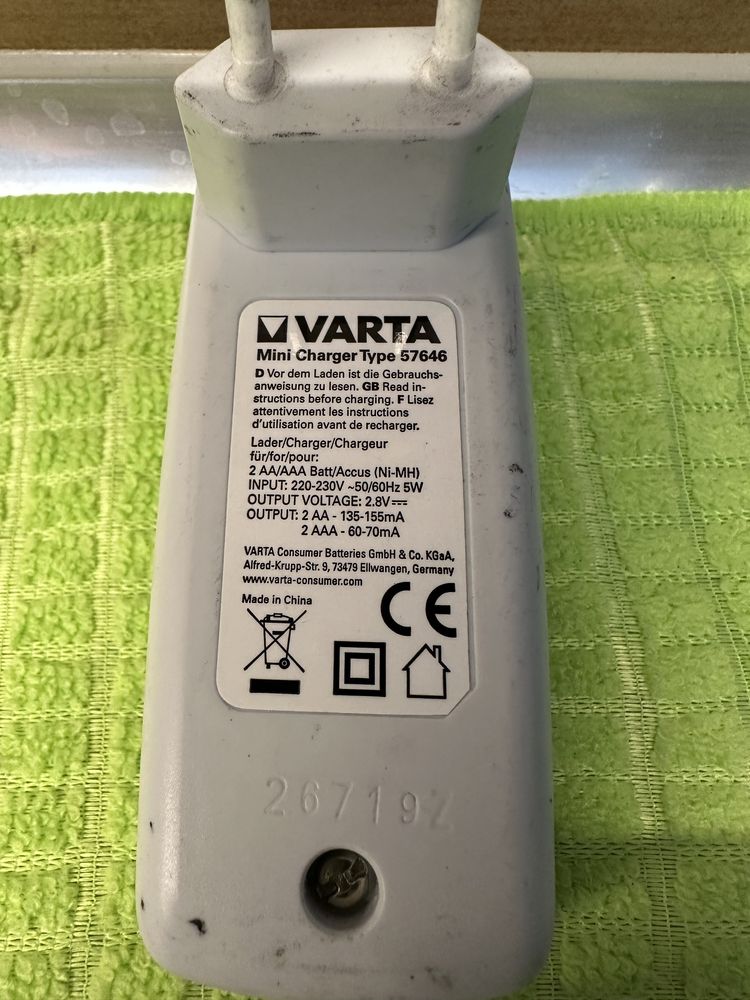 VARTA
Mini Charger Type 57646
D Vor dem Laden ist die Gebrauchs-
anweisung zu lesen. GB Read in-
structions before charging. F Lisez
attentivement les instructions
d'utilisation avant de recharger.
Lader/Charger/Chargeur
für/for/pour:
2 AA/AAA Batt/Accus (Ni-MH)
INPUT: 220-230V ~50/60Hz 5W
OUTPUT VOLTAGE: 2.8V⎓
OUTPUT: 2 AA - 135-155mA
2 AAA - 60-70mA
VARTA Consumer Batteries GmbH & Co. KGaA,
Alfred-Krupp-Str. 9, 73479 Ellwangen, Germany
www.varta-consumer.com
Made in China
CE
26719Z